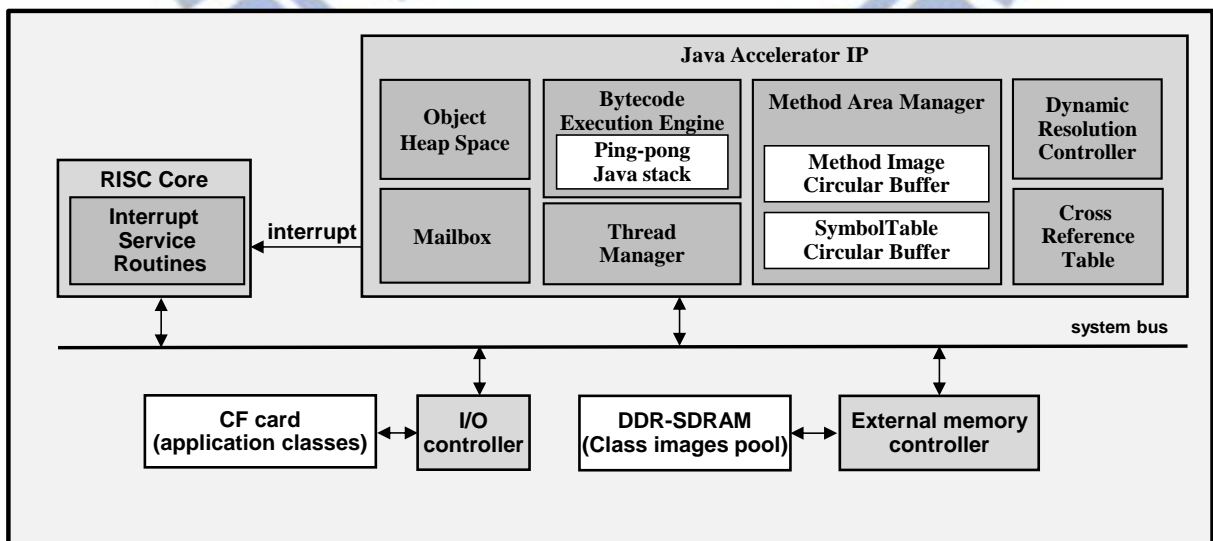 Java Accelerator IP
Object
Heap Space
Bytecode
Execution Engine
Ping-pong
Java stack
Method Area Manager
Method Image
Circular Buffer
SymbolTable
Circular Buffer
Dynamic
Resolution
Controller
Mailbox
Thread
Manager
Cross
Reference
Table
RISC Core
Interrupt
Service
Routines
interrupt
system bus
CF card
(application classes)
I/O
controller
DDR-SDRAM
(Class images pool)
External memory
controller